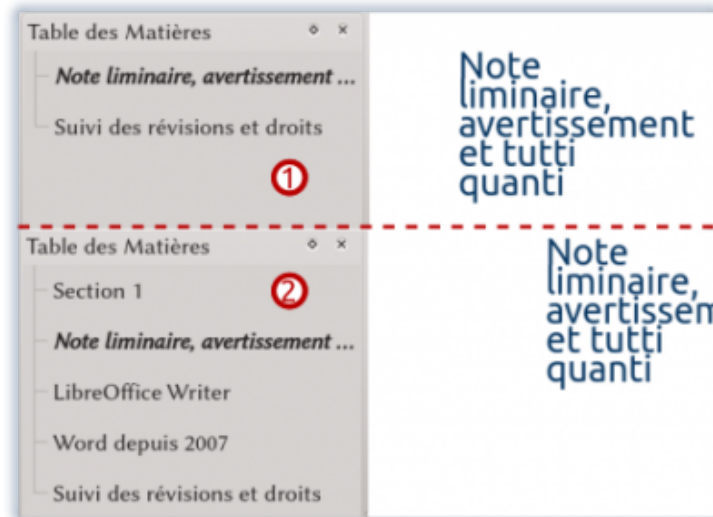 Table des Matières
Note liminaire, avertissement ...
Suivi des révisions et droits
1
Note
liminaire,
avertissement
et tutti
quanti
Table des Matières
Section 1
2
Note liminaire, avertissement ...
LibreOffice Writer
Word depuis 2007
Suivi des révisions et droits
Note
liminaire,
avertissem
et tutti
quanti